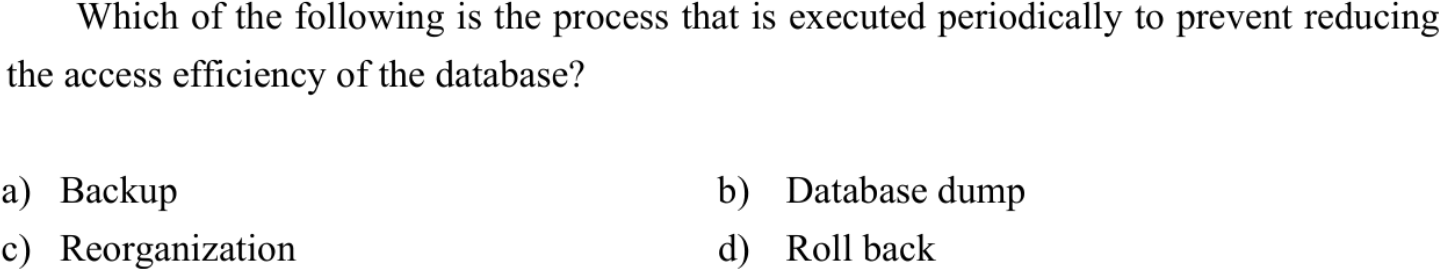 Which of the following is the process that is executed periodically to prevent reducing
the access efficiency of the database?
a) Backup b) Database dump
c) Reorganization d) Roll back